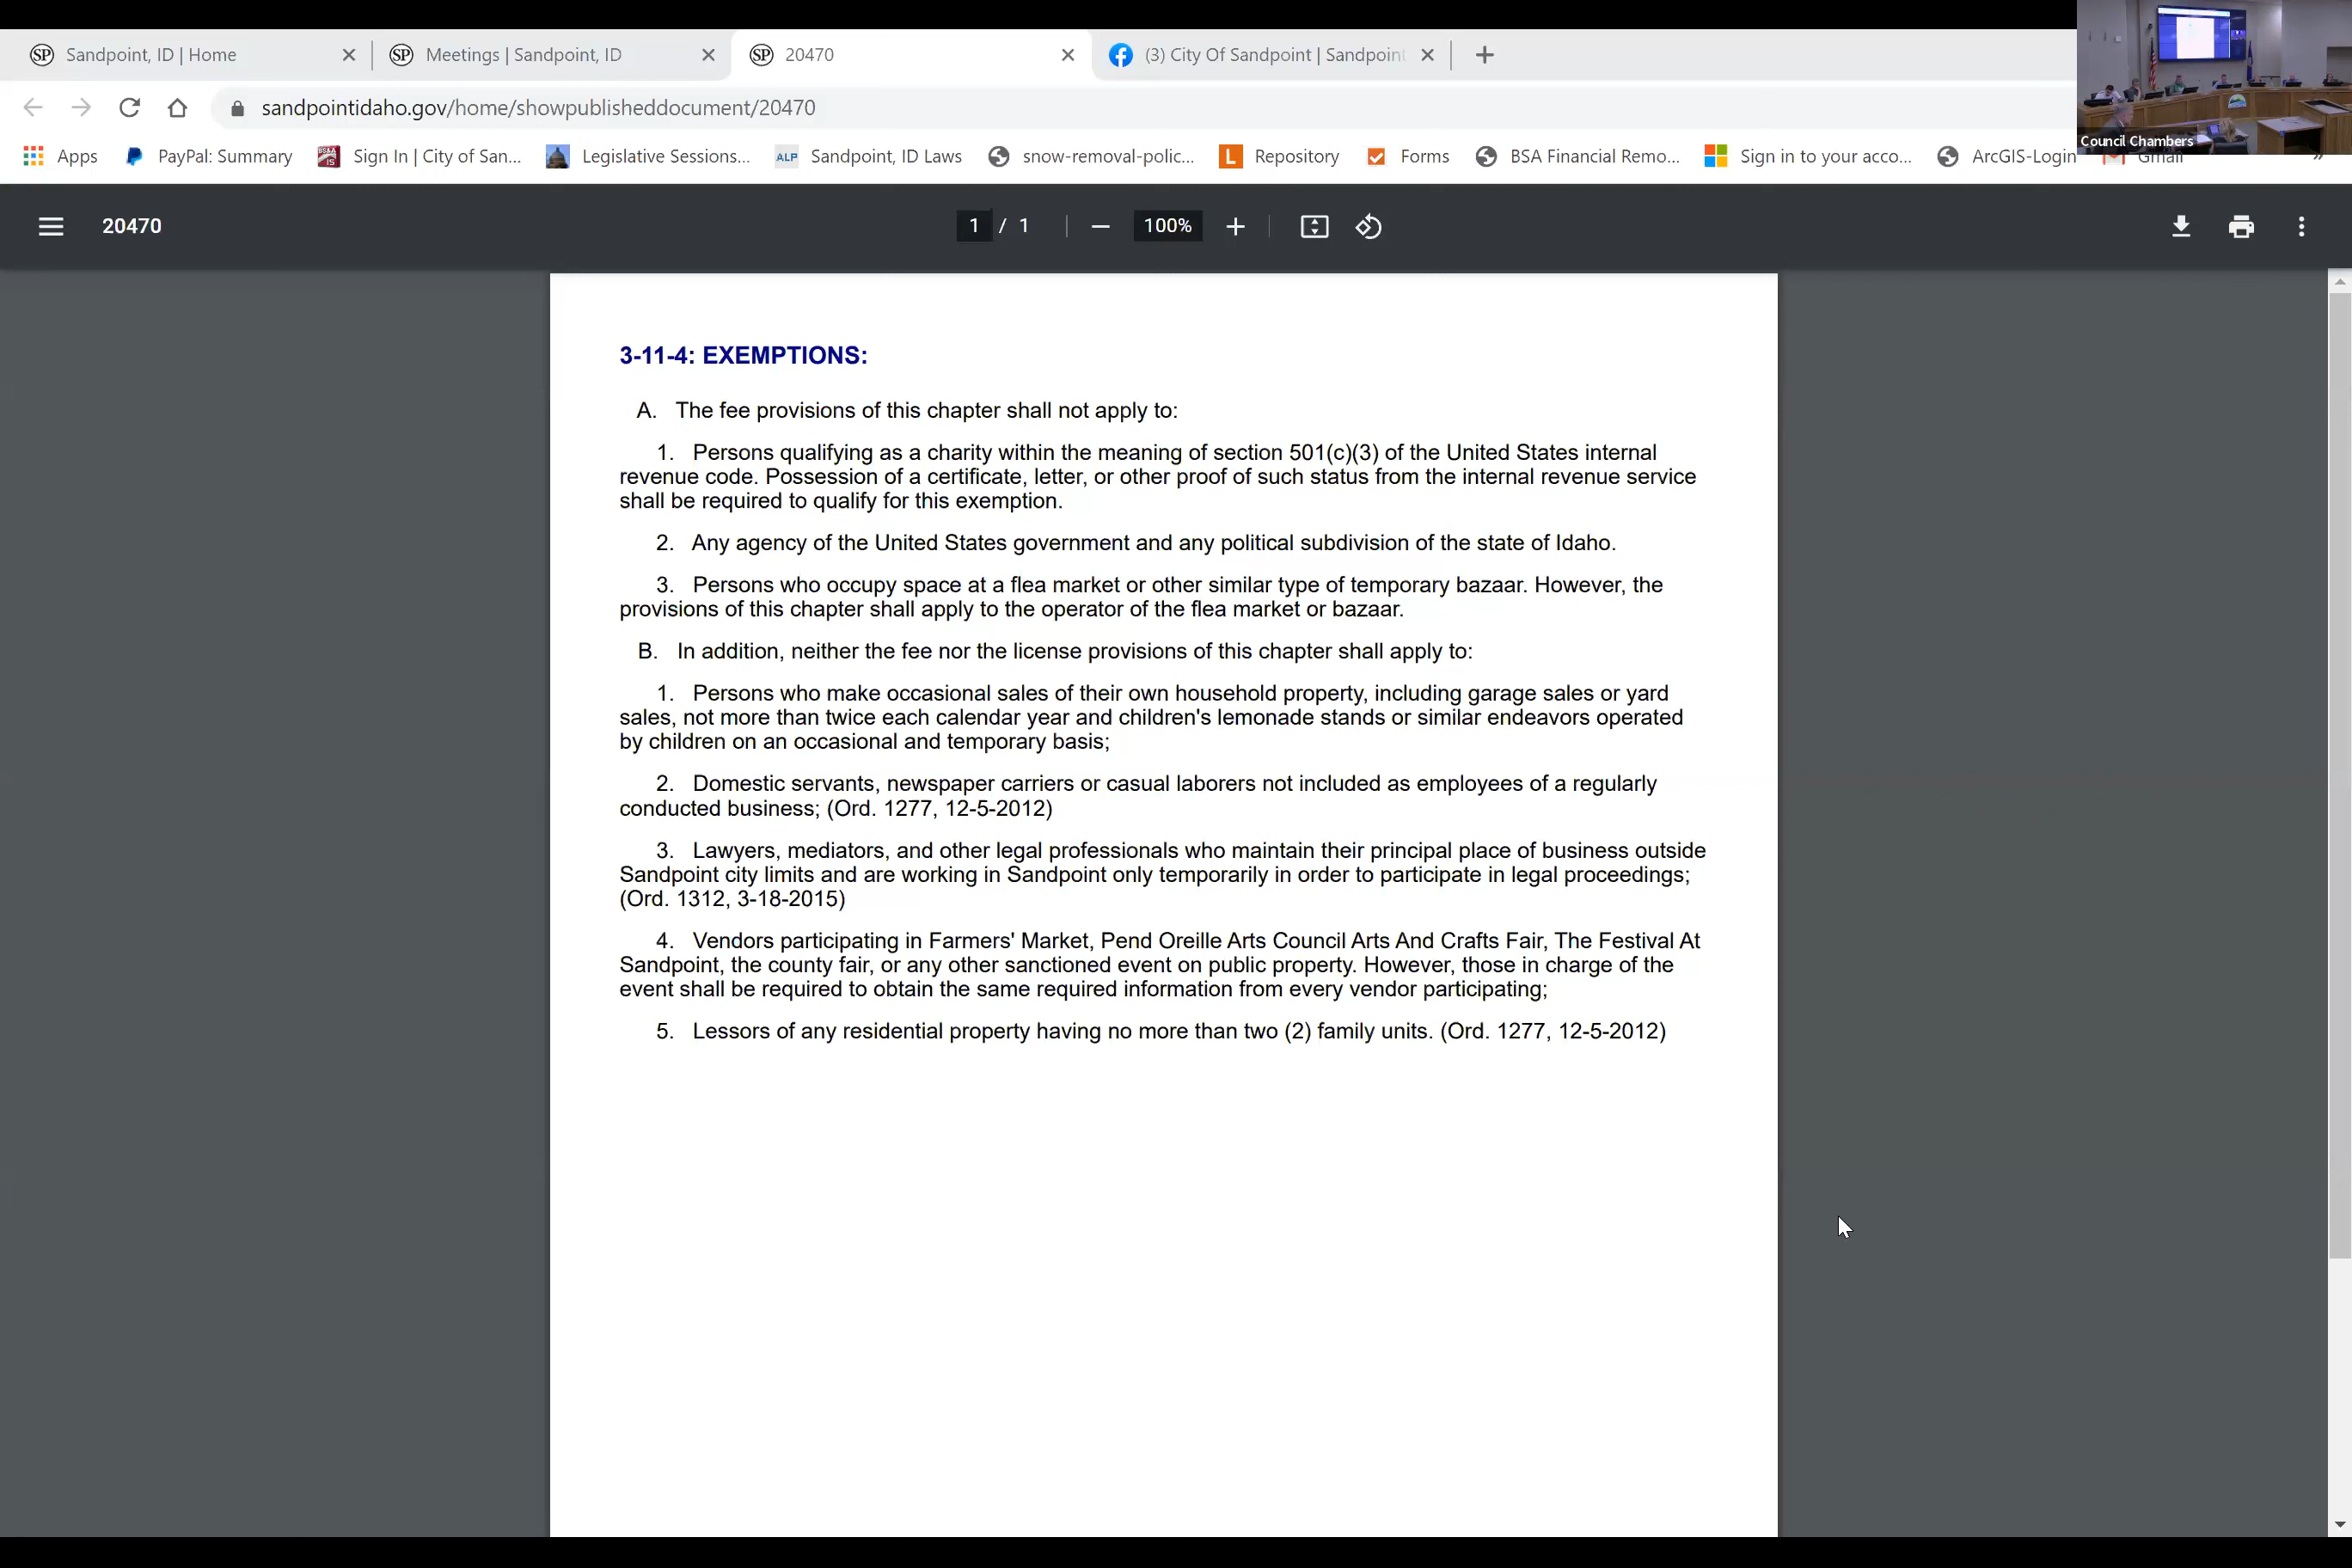 Sandpoint, ID | Home
Meetings | Sandpoint, ID
20470
(3) City Of Sandpoint | Sandpoint
sandpointidaho.gov/home/showpublisheddocument/20470
Apps
PayPal: Summary
BS&A
IS
Sign In | City of San...
Legislative Sessions...
ALP
Sandpoint, ID Laws
snow-removal-polic...
L
Repository
Forms
BSA Financial Remo...
Sign in to your acco...
ArcGIS-Login
Gmail
Council Chambers
20470
1 / 1
100%
3-11-4: EXEMPTIONS:
A. The fee provisions of this chapter shall not apply to:
1. Persons qualifying as a charity within the meaning of section 501(c)(3) of the United States internal
revenue code. Possession of a certificate, letter, or other proof of such status from the internal revenue service
shall be required to qualify for this exemption.
2. Any agency of the United States government and any political subdivision of the state of Idaho.
3. Persons who occupy space at a flea market or other similar type of temporary bazaar. However, the
provisions of this chapter shall apply to the operator of the flea market or bazaar.
B. In addition, neither the fee nor the license provisions of this chapter shall apply to:
1. Persons who make occasional sales of their own household property, including garage sales or yard
sales, not more than twice each calendar year and children's lemonade stands or similar endeavors operated
by children on an occasional and temporary basis;
2. Domestic servants, newspaper carriers or casual laborers not included as employees of a regularly
conducted business; (Ord. 1277, 12-5-2012)
3. Lawyers, mediators, and other legal professionals who maintain their principal place of business outside
Sandpoint city limits and are working in Sandpoint only temporarily in order to participate in legal proceedings;
(Ord. 1312, 3-18-2015)
4. Vendors participating in Farmers' Market, Pend Oreille Arts Council Arts And Crafts Fair, The Festival At
Sandpoint, the county fair, or any other sanctioned event on public property. However, those in charge of the
event shall be required to obtain the same required information from every vendor participating;
5. Lessors of any residential property having no more than two (2) family units. (Ord. 1277, 12-5-2012)